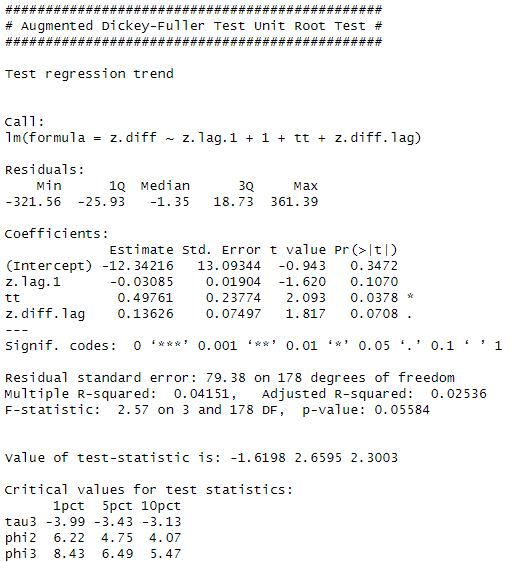 ###############################################
# Augmented Dickey-Fuller Test Unit Root Test #
###############################################
Test regression trend
Call:
lm(formula = z.diff ~ z.lag.1 + 1 + tt + z.diff.lag)
Residuals:
    Min      1Q  Median      3Q     Max
-321.56  -25.93   -1.35   18.73  361.39
Coefficients:
             Estimate Std. Error t value Pr(>|t|)
(Intercept) -12.34216   13.09344  -0.943   0.3472
z.lag.1      -0.03085    0.01904  -1.620   0.1070
tt            0.49761    0.23774   2.093   0.0378 *
z.diff.lag    0.13626    0.07497   1.817   0.0708 .
---
Signif. codes:  0 ‘***’ 0.001 ‘**’ 0.01 ‘*’ 0.05 ‘.’ 0.1 ‘ ’ 1
Residual standard error: 79.38 on 178 degrees of freedom
Multiple R-squared:  0.04151,   Adjusted R-squared:  0.02536
F-statistic:  2.57 on 3 and 178 DF,  p-value: 0.05584
Value of test-statistic is: -1.6198 2.6595 2.3003
Critical values for test statistics:
      1pct  5pct 10pct
tau3 -3.99 -3.43 -3.13
phi2  6.22  4.75  4.07
phi3  8.43  6.49  5.47